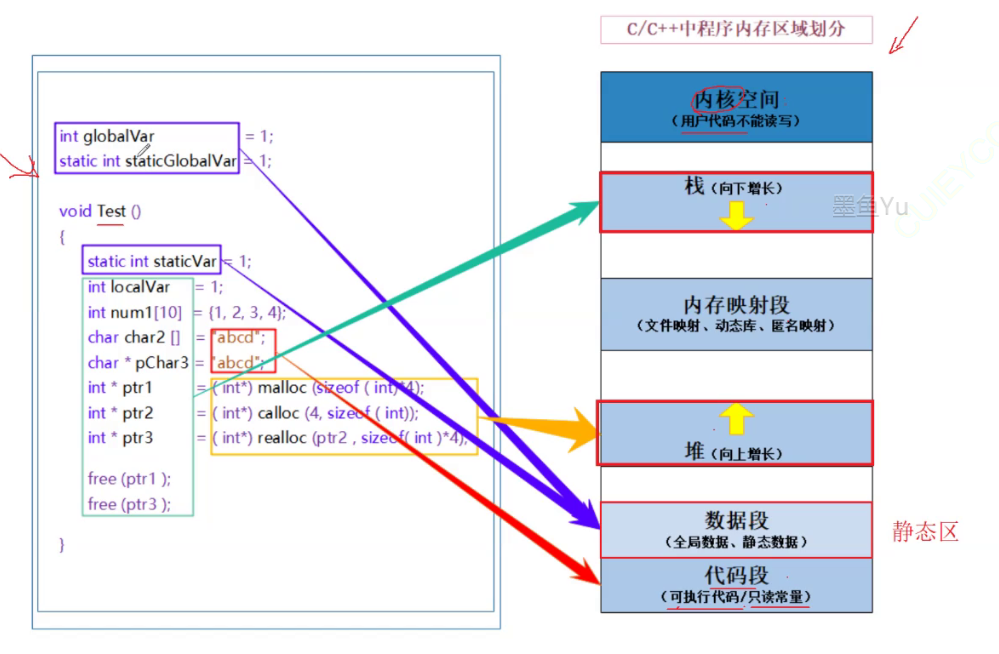 C/C++中程序内存区域划分
int globalVar = 1;
static int staticGlobalVar = 1;
void Test ()
{
static int staticVar = 1;
int localVar = 1;
int num1[10] = {1, 2, 3, 4};
char char2 [] = "abcd";
char * pChar3 = "abcd";
int * ptr1 = ( int*) malloc (sizeof ( int)*4);
int * ptr2 = ( int*) calloc (4, sizeof ( int));
int * ptr3 = ( int*) realloc (ptr2 , sizeof( int )*4);
free (ptr1 );
free (ptr3 );
}
内核空间
(用户代码不能读写)
栈 (向下增长)
墨鱼Yu
内存映射段
(文件映射、动态库、匿名映射)
堆 (向上增长)
数据段
(全局数据、静态数据)
静态区
代码段
(可执行代码/只读常量)